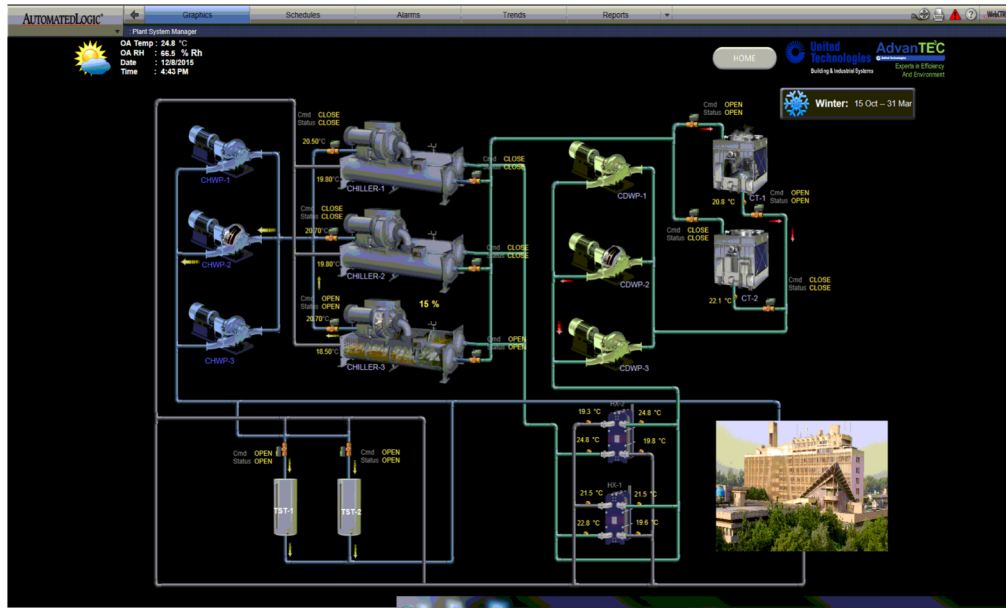 AUTOMATEDLOGIC®
Graphics
Schedules
Alarms
Trends
Reports
: Plant System Manager
OA Temp : 24.8 °C
OA RH : 66.5 % Rh
Date : 12/8/2015
Time : 4:43 PM
HOME
United
Technologies
Building & Industrial Systems
AdvanTE²C
United Technologies
Experts in Efficiency
And Environment
Winter: 15 Oct -- 31 Mar
Cmd CLOSE
Status CLOSE
20.50°C
19.80°C
CHILLER-1
Cmd CLOSE
Status CLOSE
CHWP-1
Cmd CLOSE
Status CLOSE
20.70°C
19.80°C
CHILLER-2
Cmd CLOSE
Status CLOSE
CHWP-2
15 %
Cmd OPEN
Status OPEN
20.70°C
18.50°C
CHILLER-3
Cmd OPEN
Status OPEN
CHWP-3
CDWP-1
CDWP-2
CDWP-3
Cmd OPEN
Status OPEN
20.8 °C
CT-1
Cmd OPEN
Status OPEN
Cmd CLOSE
Status CLOSE
22.1 °C
CT-2
Cmd CLOSE
Status CLOSE
Cmd OPEN
Status OPEN
TST-1
Cmd OPEN
Status OPEN
TST-2
HX-2
19.3 °C
24.8 °C
24.8 °C
19.8 °C
HX-1
21.5 °C
21.5 °C
22.8 °C
19.6 °C